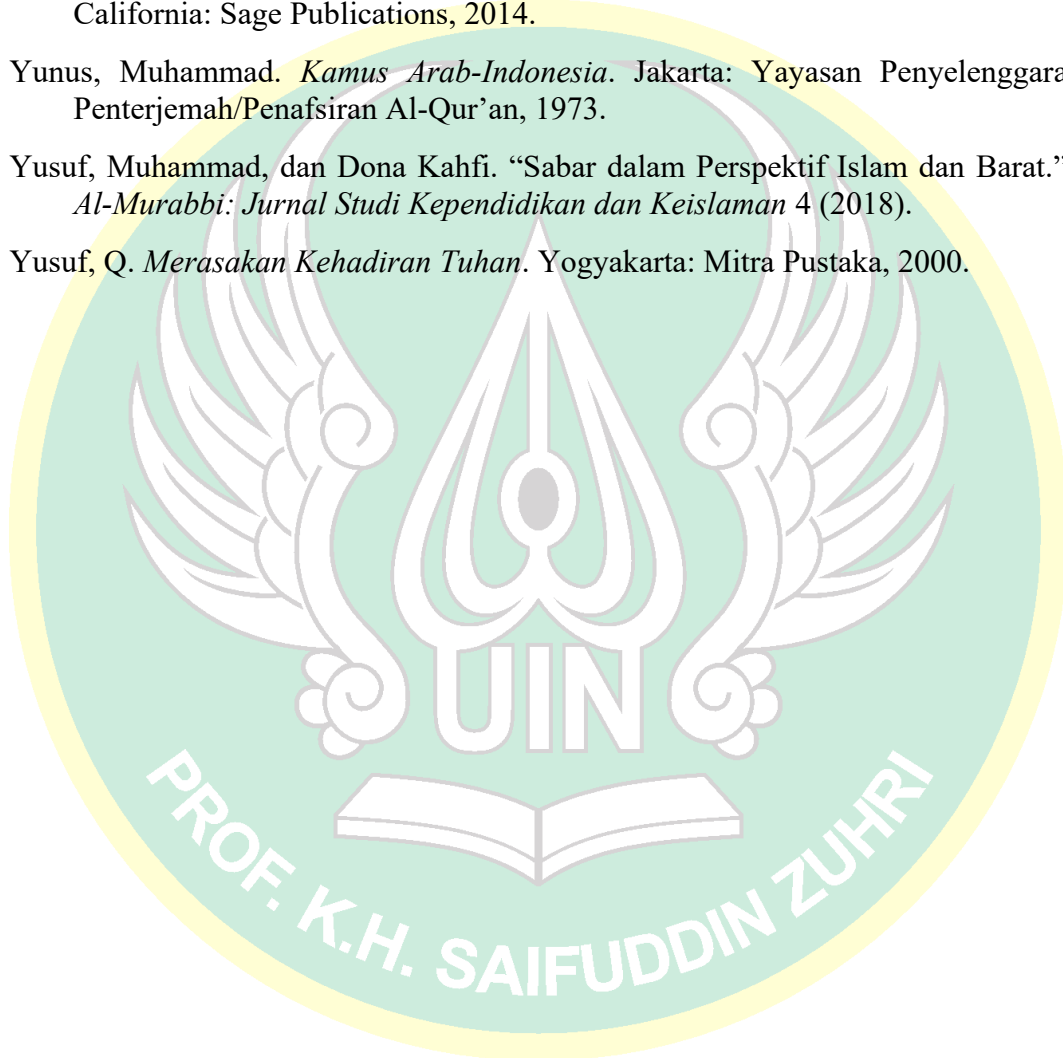 California: Sage Publications, 2014.
Yunus, Muhammad. Kamus Arab-Indonesia. Jakarta: Yayasan Penyelenggara
Penterjemah/Penafsiran Al-Qur’an, 1973.
Yusuf, Muhammad, dan Dona Kahfi. “Sabar dalam Perspektif Islam dan Barat.”
Al-Murabbi: Jurnal Studi Kependidikan dan Keislaman 4 (2018).
Yusuf, Q. Merasakan Kehadiran Tuhan. Yogyakarta: Mitra Pustaka, 2000.
UIN
PROF. K.H. SAIFUDDIN ZUHRI